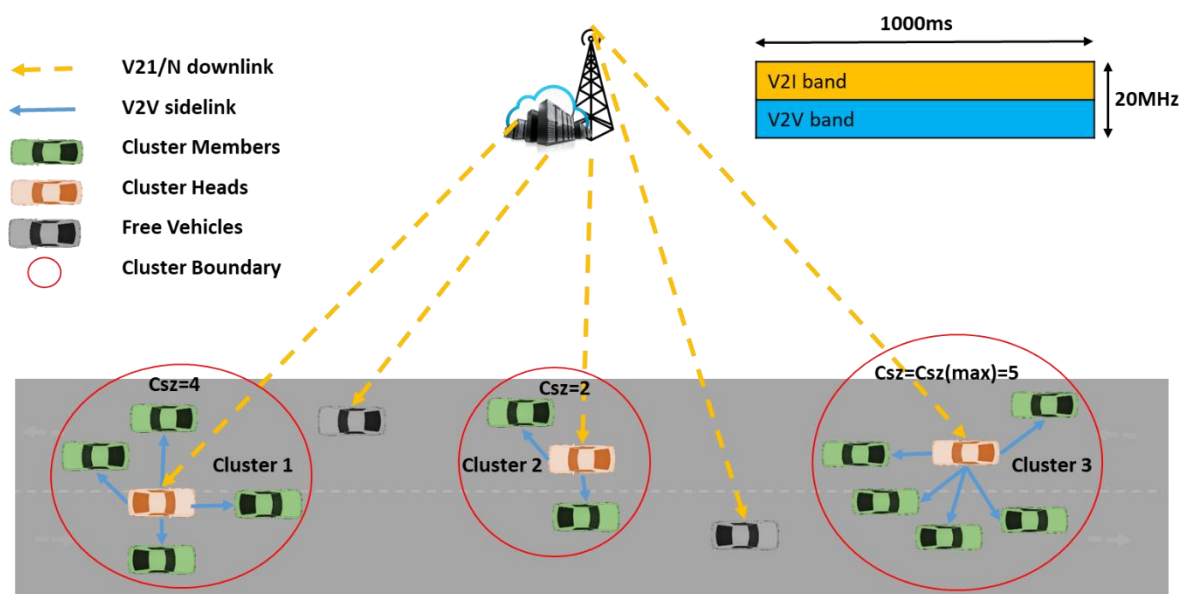 V21/N downlink
V2V sidelink
Cluster Members
Cluster Heads
Free Vehicles
Cluster Boundary
1000ms
V2I band
V2V band
20MHz
Csz=4
Cluster 1
Csz=2
Cluster 2
Csz=Csz(max)=5
Cluster 3